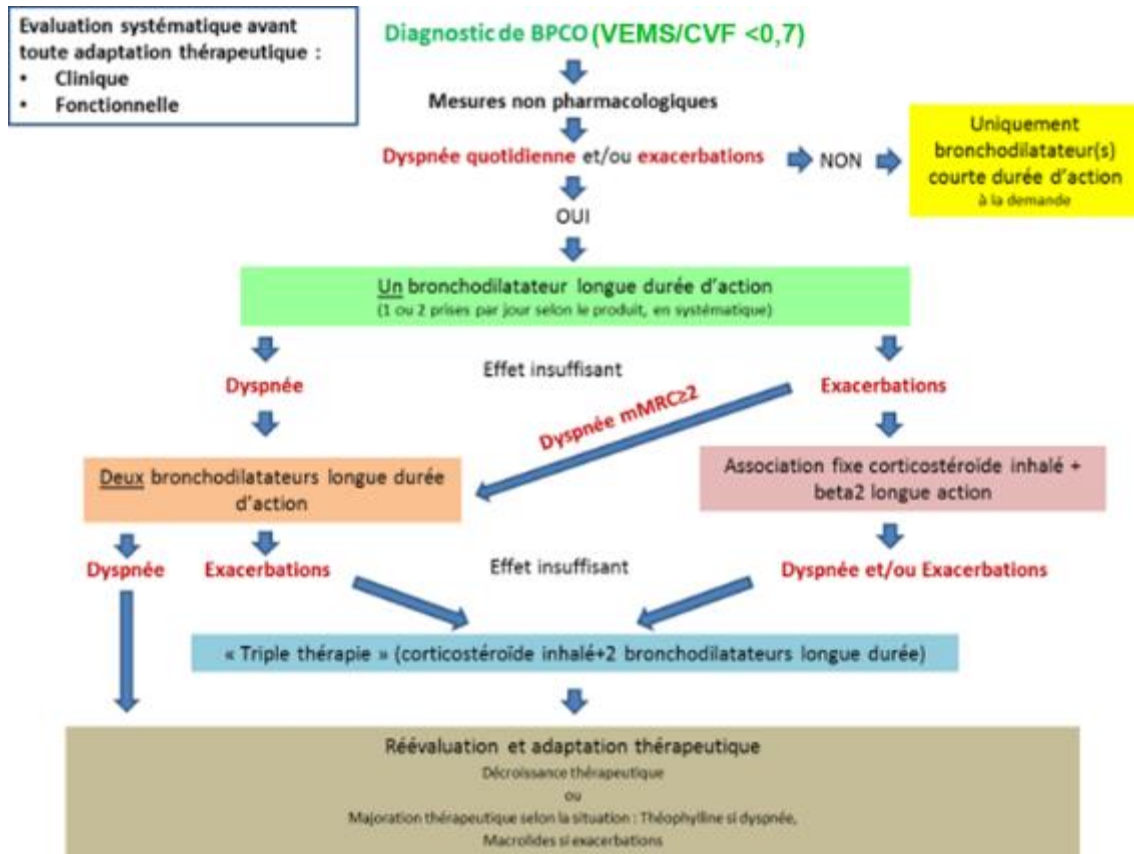 Evaluation systématique avant
toute adaptation thérapeutique :
• Clinique
• Fonctionnelle
Diagnostic de BPCO (VEMS/CVF <0,7)
Mesures non pharmacologiques
Dyspnée quotidienne et/ou exacerbations
NON
Uniquement
bronchodilatateur(s)
courte durée d'action
à la demande
OUI
Un bronchodilatateur longue durée d'action
(1 ou 2 prises par jour selon le produit, en systématique)
Effet insuffisant
Dyspnée
Exacerbations
Dyspnée mMRC≥2
Deux bronchodilatateurs longue durée
d'action
Association fixe corticostéroïde inhalé +
beta2 longue action
Dyspnée
Exacerbations
Effet insuffisant
Dyspnée et/ou Exacerbations
« Triple thérapie » (corticostéroïde inhalé+2 bronchodilatateurs longue durée)
Réévaluation et adaptation thérapeutique
Décroissance thérapeutique
ou
Majoration thérapeutique selon la situation : Théophylline si dyspnée,
Macrolides si exacerbations